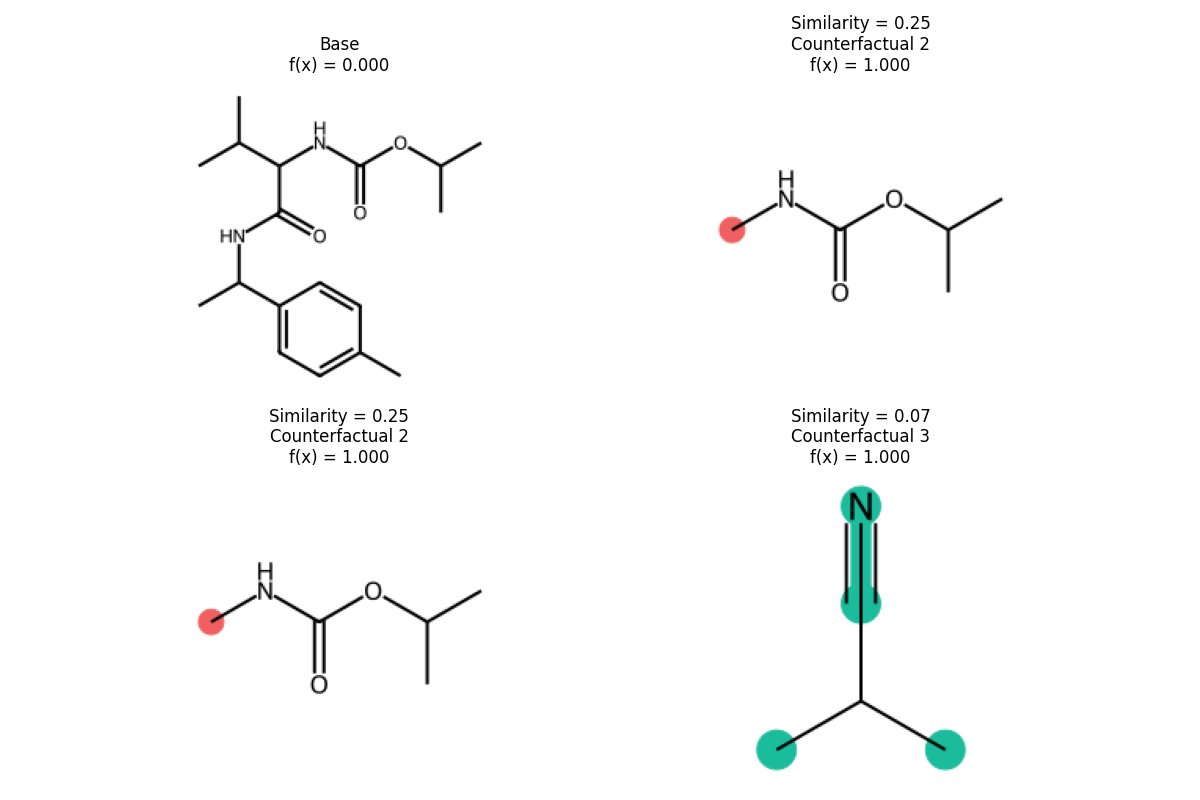 Base
f(x) = 0.000
H
N
O
O
HN
O
Similarity = 0.25
Counterfactual 2
f(x) = 1.000
H
N
O
O
Similarity = 0.25
Counterfactual 2
f(x) = 1.000
H
N
O
O
Similarity = 0.07
Counterfactual 3
f(x) = 1.000
N